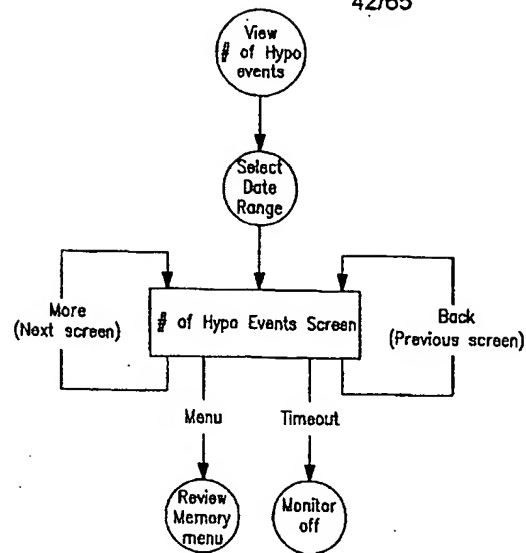 42/65
View
# of Hypo
events
Select
Date
Range
More
(Next screen)
# of Hypo Events Screen
Back
(Previous screen)
Menu
Timeout
Review
Memory
menu
Monitor
off